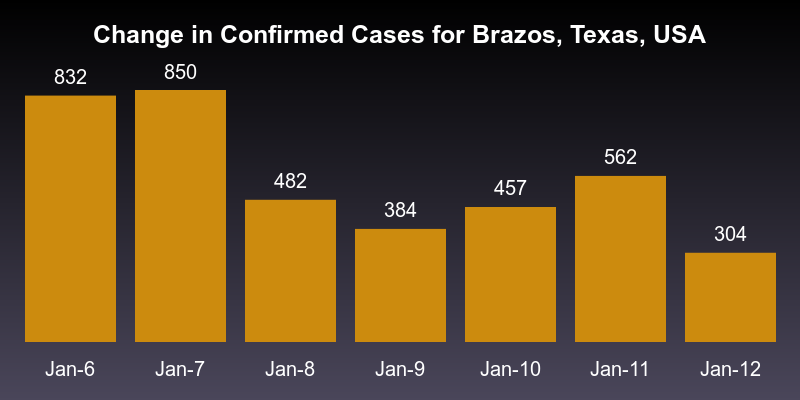 Change in Confirmed Cases for Brazos, Texas, USA
832
850
482
384
457
562
304
Jan-6
Jan-7
Jan-8
Jan-9
Jan-10
Jan-11
Jan-12